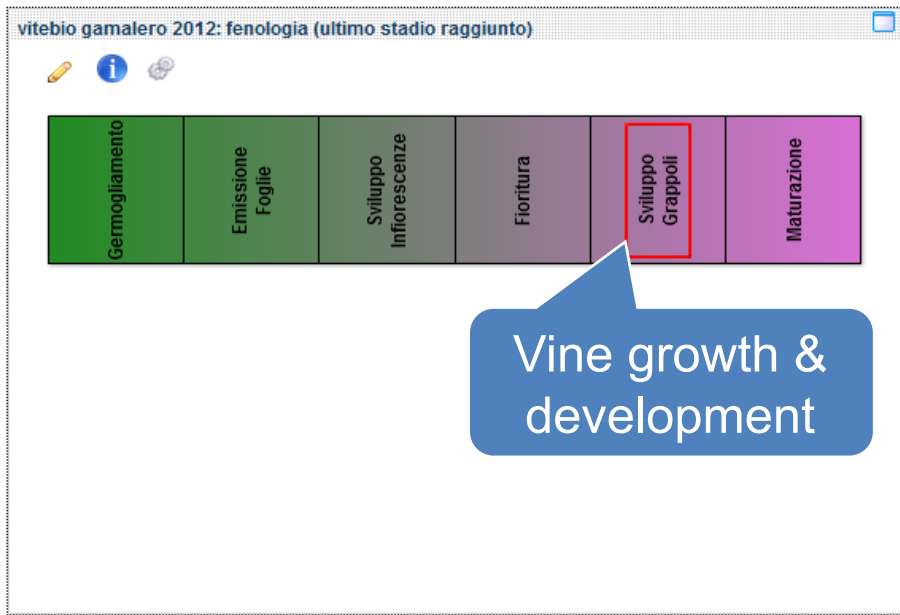 vitebio gamalero 2012: fenologia (ultimo stadio raggiunto)
i
Germogliamento
Emissione
Foglie
Sviluppo
Infiorescenze
Fioritura
Sviluppo
Grappoli
Maturazione
Vine growth &
development